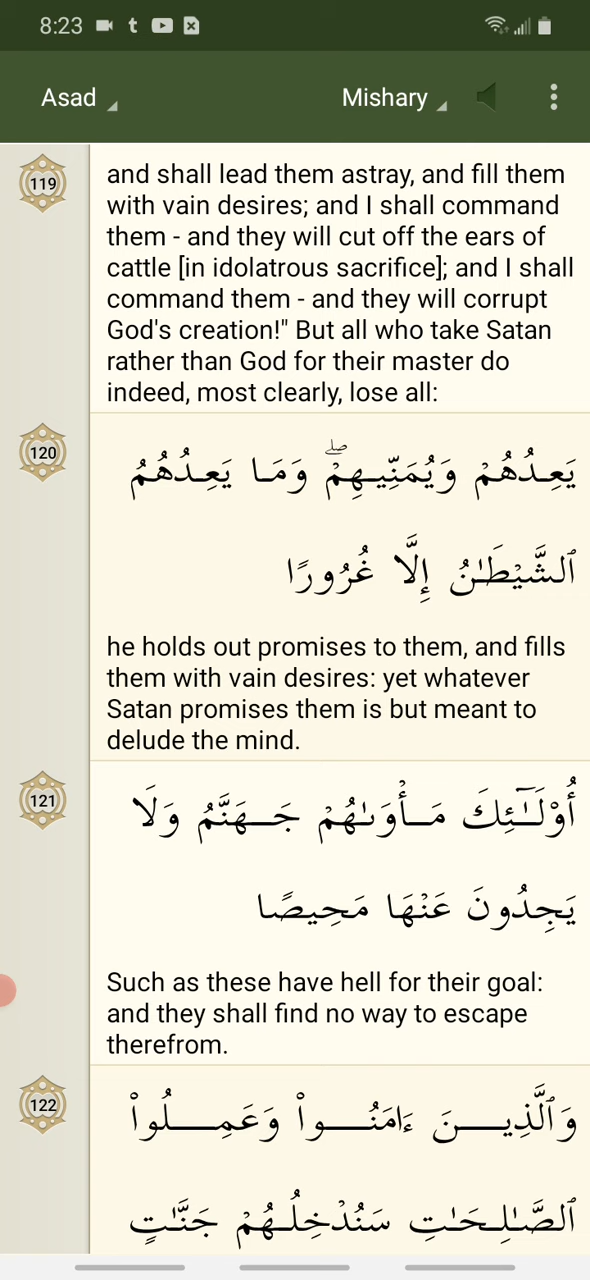 8:23
Asad
Mishary
119
and shall lead them astray, and fill them
with vain desires; and I shall command
them - and they will cut off the ears of
cattle [in idolatrous sacrifice]; and I shall
command them - and they will corrupt
God's creation!" But all who take Satan
rather than God for their master do
indeed, most clearly, lose all:
120
يَعِدُهُمْ وَيُمَنِّيهِمْۖ وَمَا يَعِدُهُمُ
ٱلشَّيْطَـٰنُ إِلَّا غُرُورًا
he holds out promises to them, and fills
them with vain desires: yet whatever
Satan promises them is but meant to
delude the mind.
121
أُوْلَـٰٓئِكَ مَأْوَىٰهُمْ جَهَنَّمُ وَلَا
يَجِدُونَ عَنْهَا مَحِيصًا
Such as these have hell for their goal:
and they shall find no way to escape
therefrom.
122
وَٱلَّذِينَ ءَامَنُواْ وَعَمِلُواْ
ٱلصَّـٰلِحَـٰتِ سَنُدْخِلُهُمْ جَنَّـٰتٍ